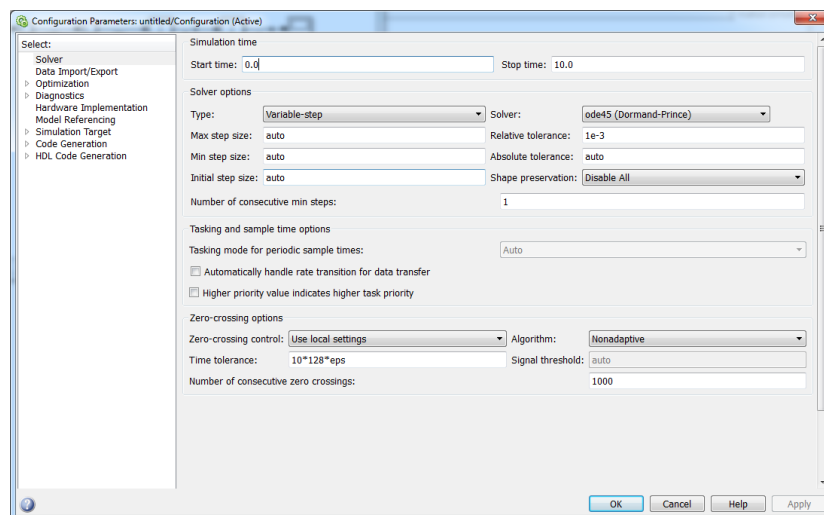 Configuration Parameters: untitled/Configuration (Active)
Select:
Solver
Data Import/Export
Optimization
Diagnostics
Hardware Implementation
Model Referencing
Simulation Target
Code Generation
HDL Code Generation
Simulation time
Start time: 0.0 Stop time: 10.0
Solver options
Type: Variable-step Solver: ode45 (Dormand-Prince)
Max step size: auto Relative tolerance: 1e-3
Min step size: auto Absolute tolerance: auto
Initial step size: auto Shape preservation: Disable All
Number of consecutive min steps: 1
Tasking and sample time options
Tasking mode for periodic sample times: Auto
Automatically handle rate transition for data transfer
Higher priority value indicates higher task priority
Zero-crossing options
Zero-crossing control: Use local settings Algorithm: Nonadaptive
Time tolerance: 10*128*eps Signal threshold: auto
Number of consecutive zero crossings: 1000
OK Cancel Help Apply